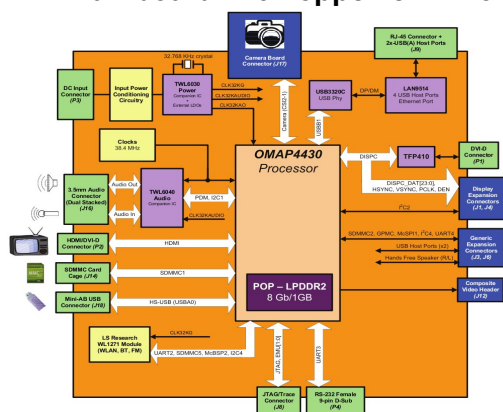 32.768 KHz crystal
DC Input
Connector
(P3)
Input Power
Conditioning
Circuitry
TWL6030
Power
Companion IC
+
External LDOs
CLK32KG
CLK32KAUDIO
CLK32KAO
Camera Board
Connector (J17)
Camera (CSI2-1)
USB3320C
USB Phy
USBB1
DP/DM
RJ-45 Connector +
2x-USB(A) Host Ports
(J9)
LAN9514
4 USB Host Ports
Ethernet Port
Clocks
38.4 MHz
OMAP4430
Processor
DISPC
TFP410
DVI-D
Connector
(P1)
DISPC_DAT[23:0],
HSYNC, VSYNC, PCLK, DEN
Display
Expansion
Connectors
(J1, J4)
I2C2
3.5mm Audio
Connector
(Dual Stacked)
(J16)
Audio Out
Audio In
TWL6040
Audio
Companion IC
PDM, I2C1
CLK32KAUDIO
HDMI/DVI-D
Connector (P2)
HDMI
SDMMC2, GPMC, McSPI1, I2C4, UART4
USB Host Ports (x2)
Hands Free Speaker (R/L)
Generic
Expansion
Connectors
(J3, J6)
SDMMC Card
Cage (J14)
SDMMC1
POP – LPDDR2
8 Gb/1GB
Mini-AB USB
Connector (J18)
HS-USB (USBA0)
Composite
Video Header
(J12)
LS Research
WL1271 Module
(WLAN, BT, FM)
CLK32KG
UART2, SDMMC5, McBSP2, I2C4
JTAG, EMU[1:0]
UART3
JTAG/Trace
Connector
(J8)
RS-232 Female
9-pin D-Sub
(P4)